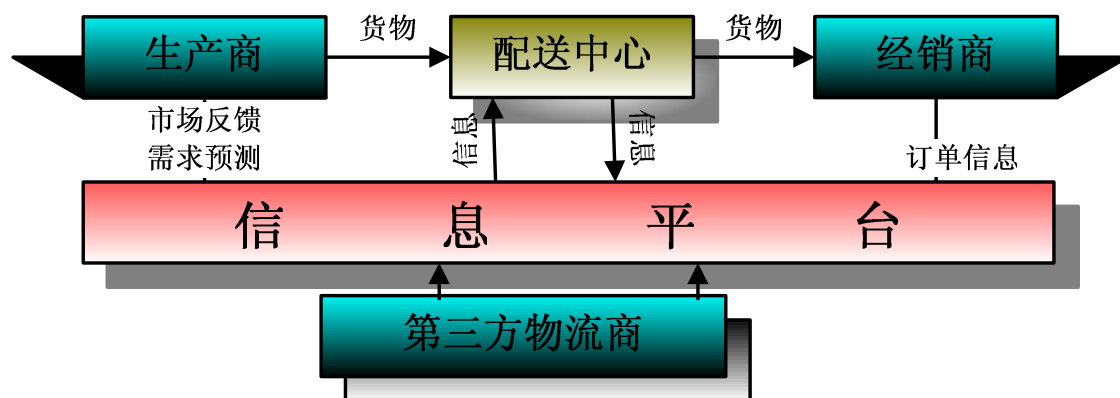 生产商
货物
配送中心
货物
经销商
市场反馈
需求预测
信息
信息
订单信息
信息平台
第三方物流商